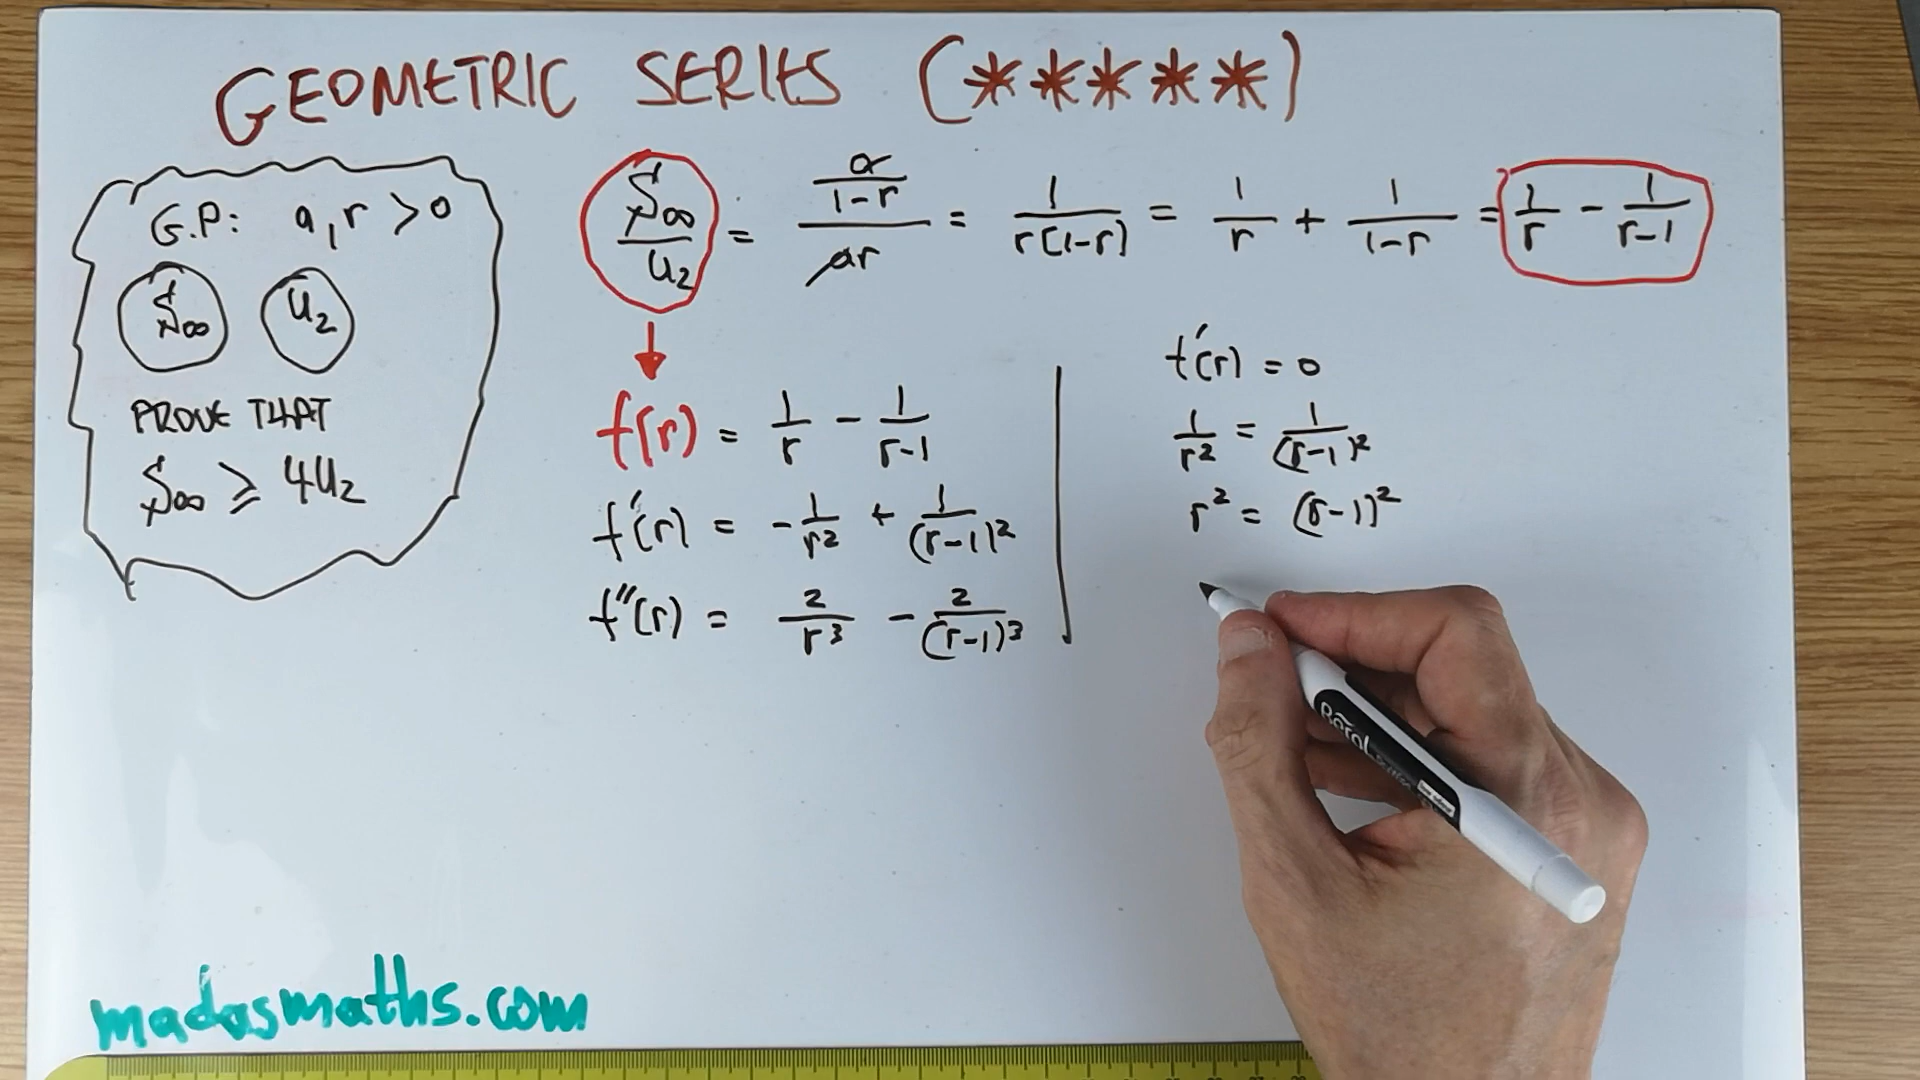 GEOMETRIC SERIES (*****)
G.P: a, r > 0
S∞ U₂
PROVE THAT
S∞ ≥ 4U₂
S∞/U₂ = (a/(1-r))/(ar) = 1/(r(1-r)) = 1/r + 1/(1-r) = 1/r - 1/(r-1)
f(r) = 1/r - 1/(r-1)
f'(r) = -1/r² + 1/(r-1)²
f''(r) = 2/r³ - 2/(r-1)³
f'(r) = 0
1/r² = 1/(r-1)²
r² = (r-1)²
Berol
madasmaths.com